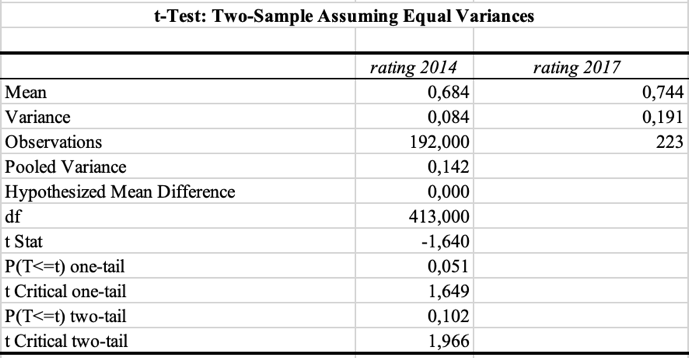 t-Test: Two-Sample Assuming Equal Variances
rating 2014 rating 2017
Mean 0,684 0,744
Variance 0,084 0,191
Observations 192,000 223
Pooled Variance 0,142
Hypothesized Mean Difference 0,000
df 413,000
t Stat -1,640
P(T<=t) one-tail 0,051
t Critical one-tail 1,649
P(T<=t) two-tail 0,102
t Critical two-tail 1,966